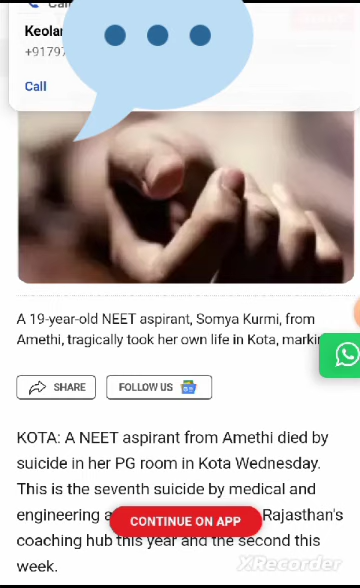 Call
Keolar
+9179
Call
A 19-year-old NEET aspirant, Somya Kurmi, from
Amethi, tragically took her own life in Kota,
SHARE
FOLLOW US
KOTA: A NEET aspirant from Amethi died by
suicide in her PG room in Kota Wednesday.
This is the seventh suicide by medical and
engineering a
CONTINUE ON APP
Rajasthan's
coaching hub this year and the second this
week.
XRecorder